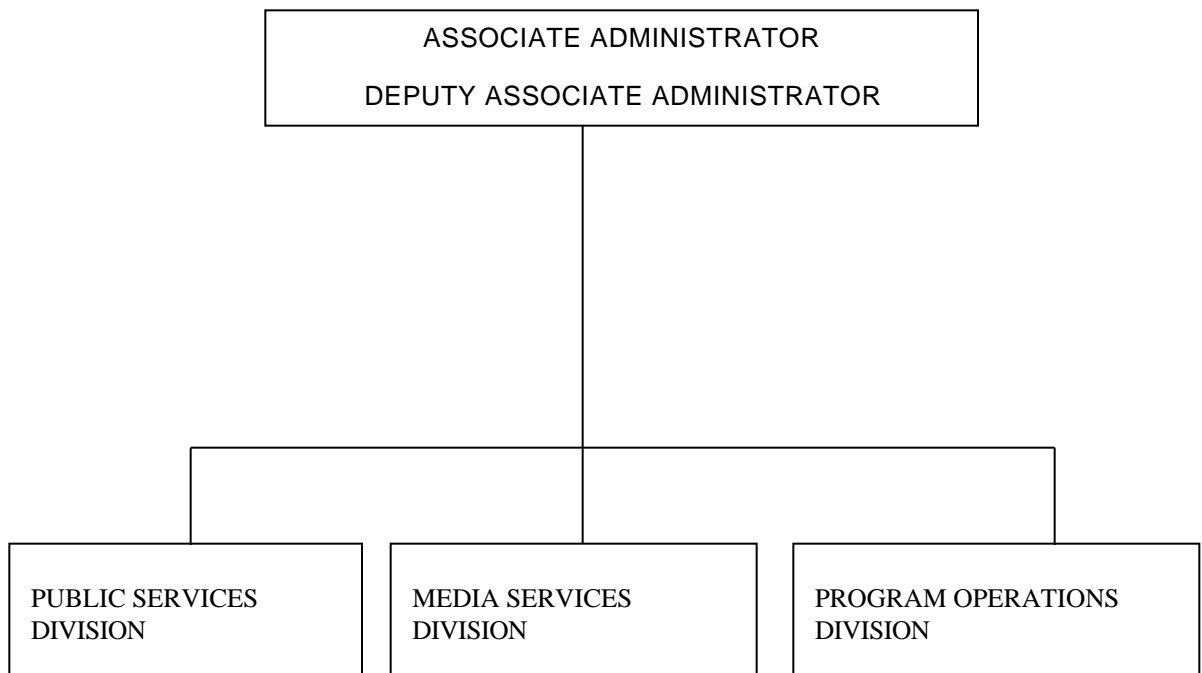 ASSOCIATE ADMINISTRATOR
DEPUTY ASSOCIATE ADMINISTRATOR
PUBLIC SERVICES
DIVISION
MEDIA SERVICES
DIVISION
PROGRAM OPERATIONS
DIVISION